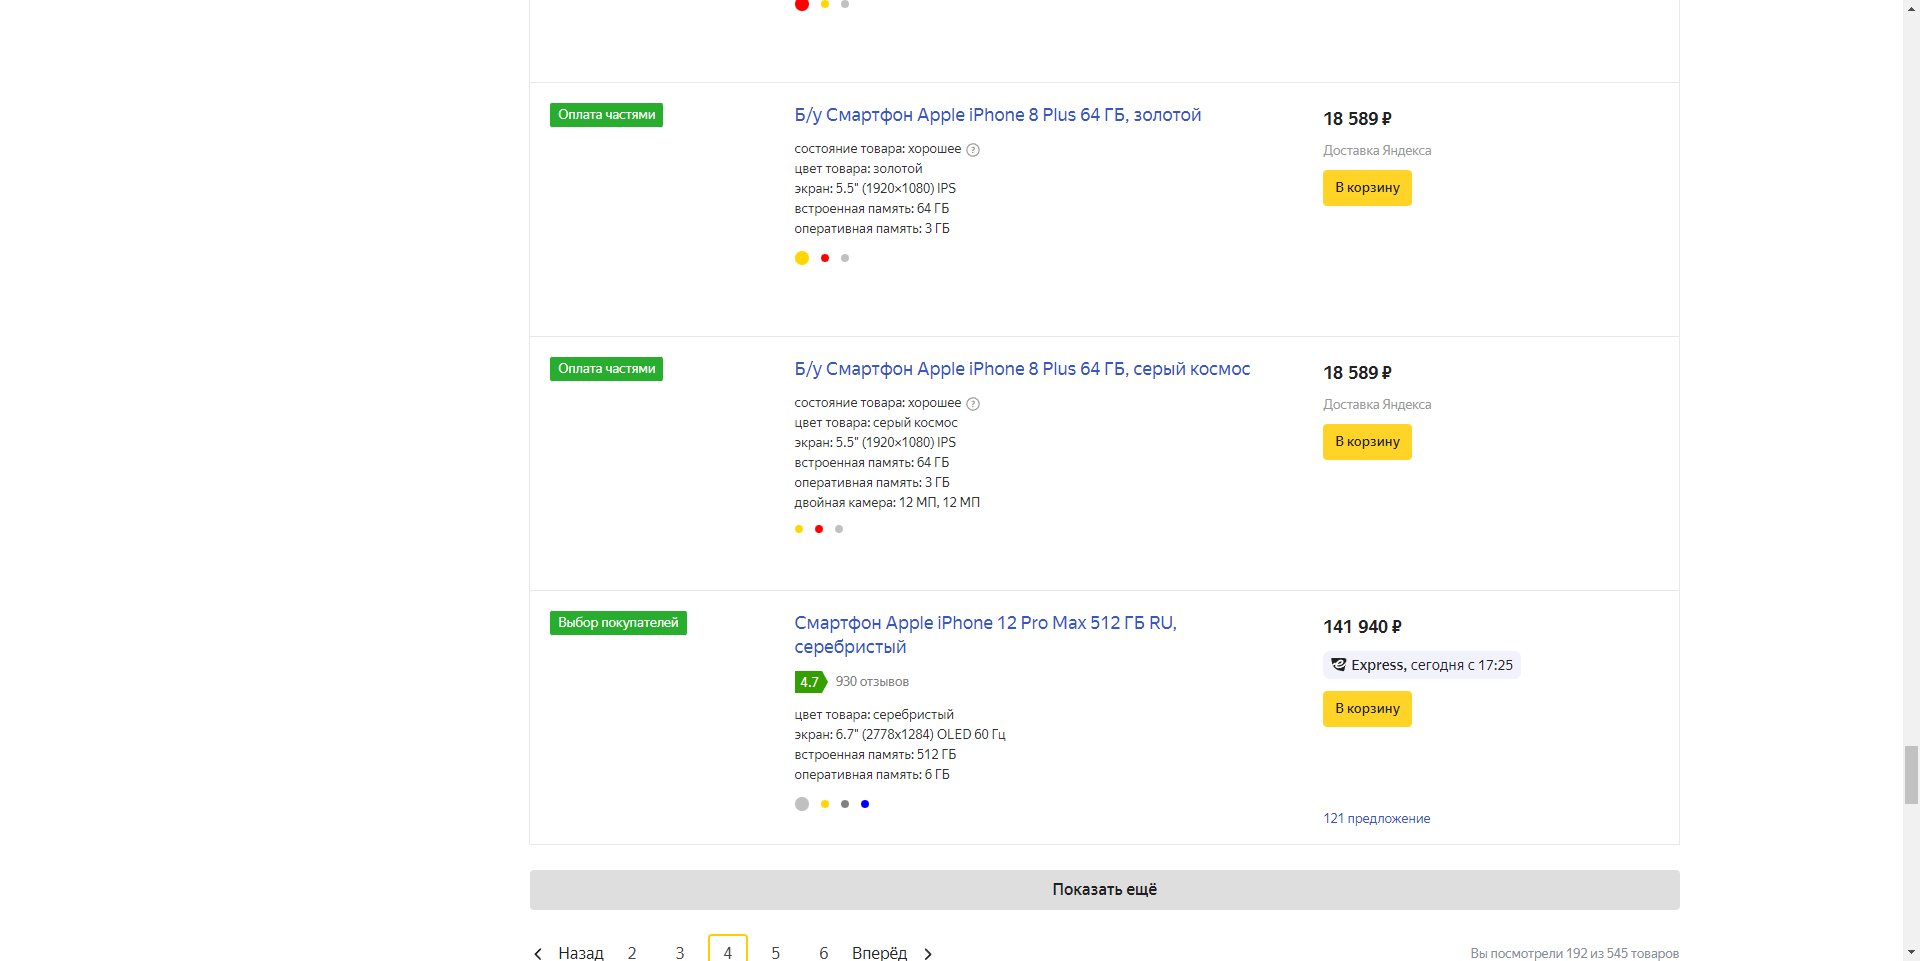 Оплата частями
Б/у Смартфон Apple iPhone 8 Plus 64 ГБ, золотой
состояние товара: хорошее ?
цвет товара: золотой
экран: 5.5" (1920×1080) IPS
встроенная память: 64 ГБ
оперативная память: 3 ГБ
18 589 ₽
Доставка Яндекса
В корзину
Оплата частями
Б/у Смартфон Apple iPhone 8 Plus 64 ГБ, серый космос
состояние товара: хорошее ?
цвет товара: серый космос
экран: 5.5" (1920×1080) IPS
встроенная память: 64 ГБ
оперативная память: 3 ГБ
двойная камера: 12 МП, 12 МП
18 589 ₽
Доставка Яндекса
В корзину
Выбор покупателей
Смартфон Apple iPhone 12 Pro Max 512 ГБ RU,
серебристый
4.7 930 отзывов
цвет товара: серебристый
экран: 6.7" (2778x1284) OLED 60 Гц
встроенная память: 512 ГБ
оперативная память: 6 ГБ
141 940 ₽
Express, сегодня с 17:25
В корзину
121 предложение
Показать ещё
Назад 2 3 4 5 6 Вперёд
Вы посмотрели 192 из 545 товаров